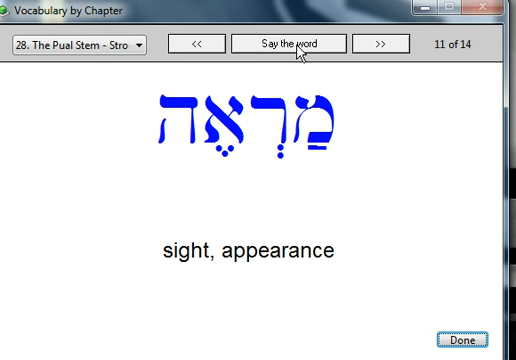 Vocabulary by Chapter
28. The Pual Stem - Stro << Say the word >> 11 of 14
מַרְאֶה
sight, appearance
Done